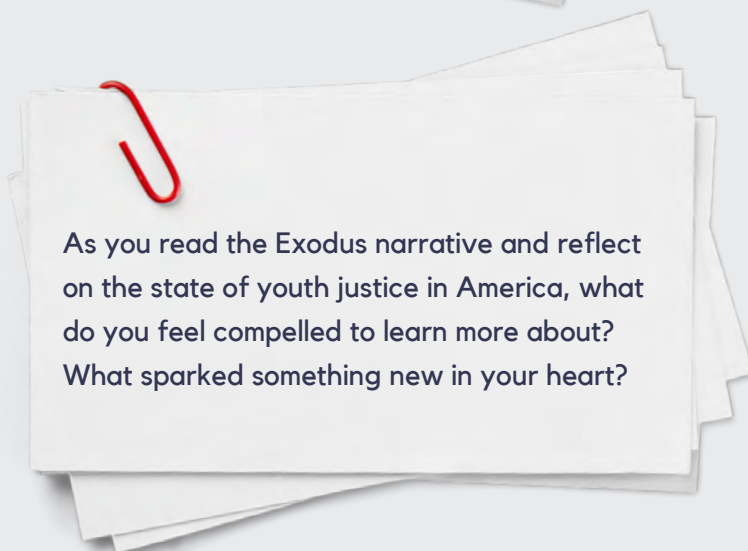 As you read the Exodus narrative and reflect
on the state of youth justice in America, what
do you feel compelled to learn more about?
What sparked something new in your heart?